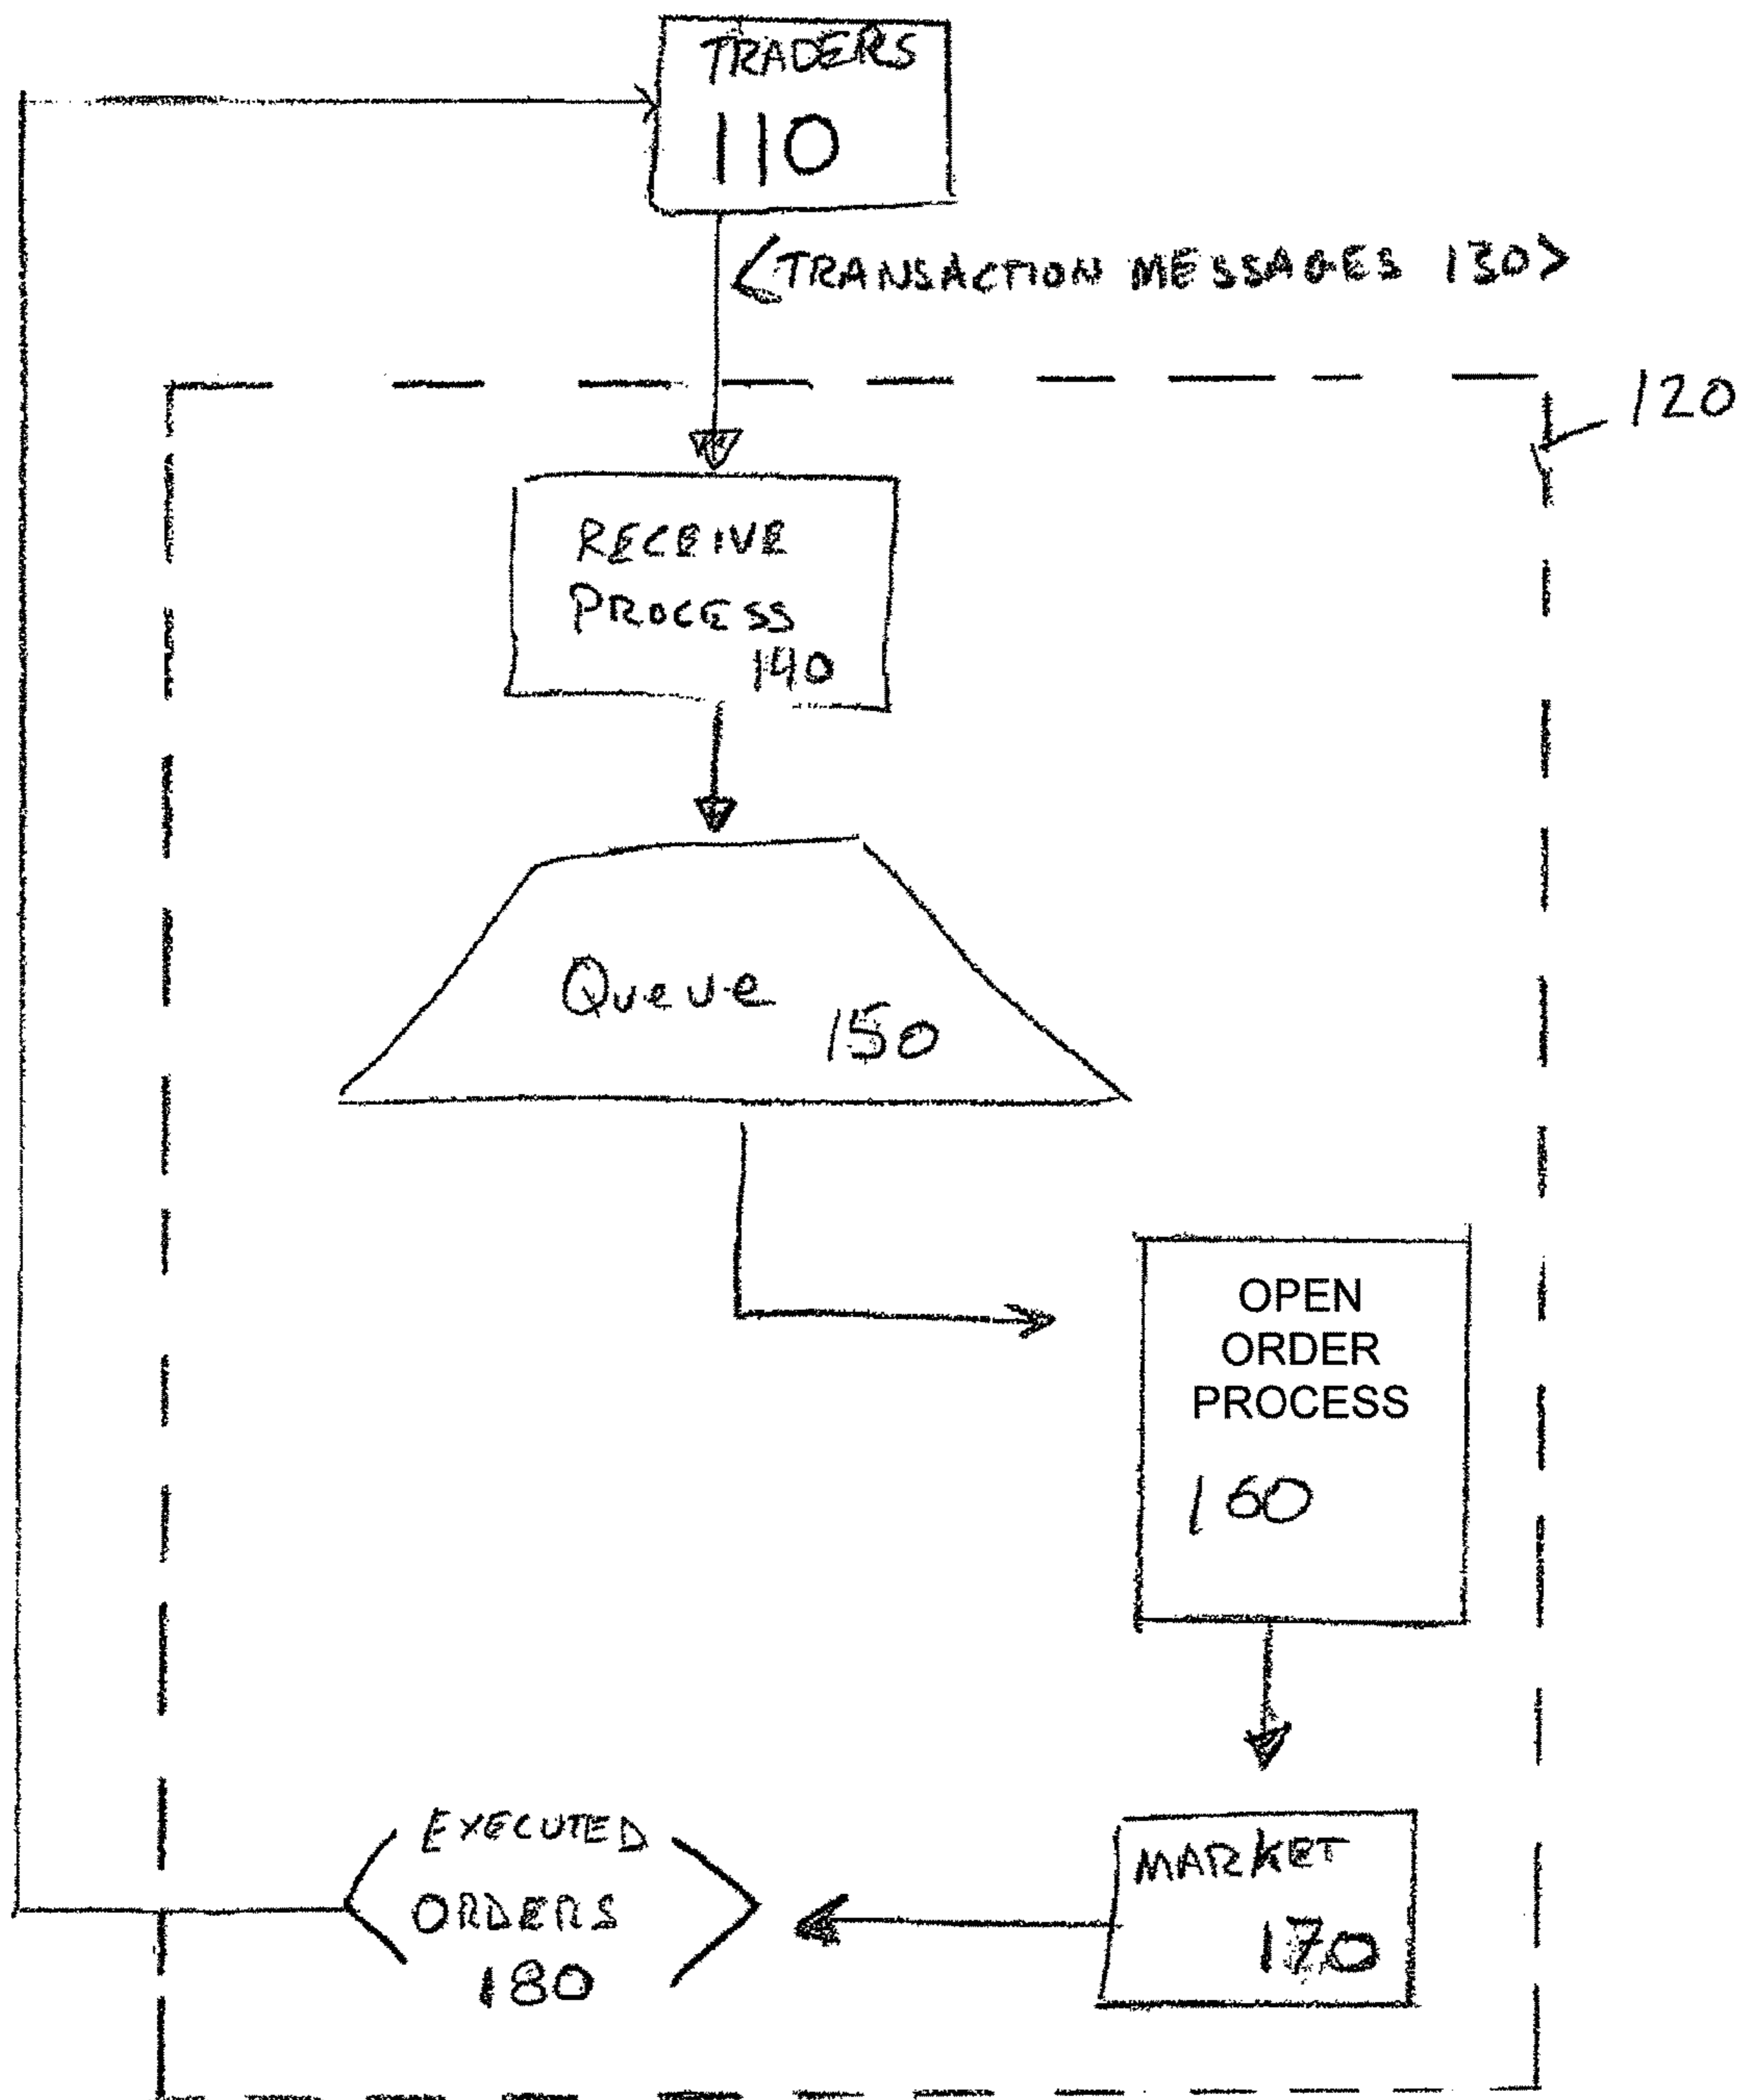 TRADERS
110
<TRANSACTION MESSAGES 130>
120
RECEIVE
PROCESS
140
Queue
150
OPEN
ORDER
PROCESS
160
EXECUTED
ORDERS
180
MARKET
170